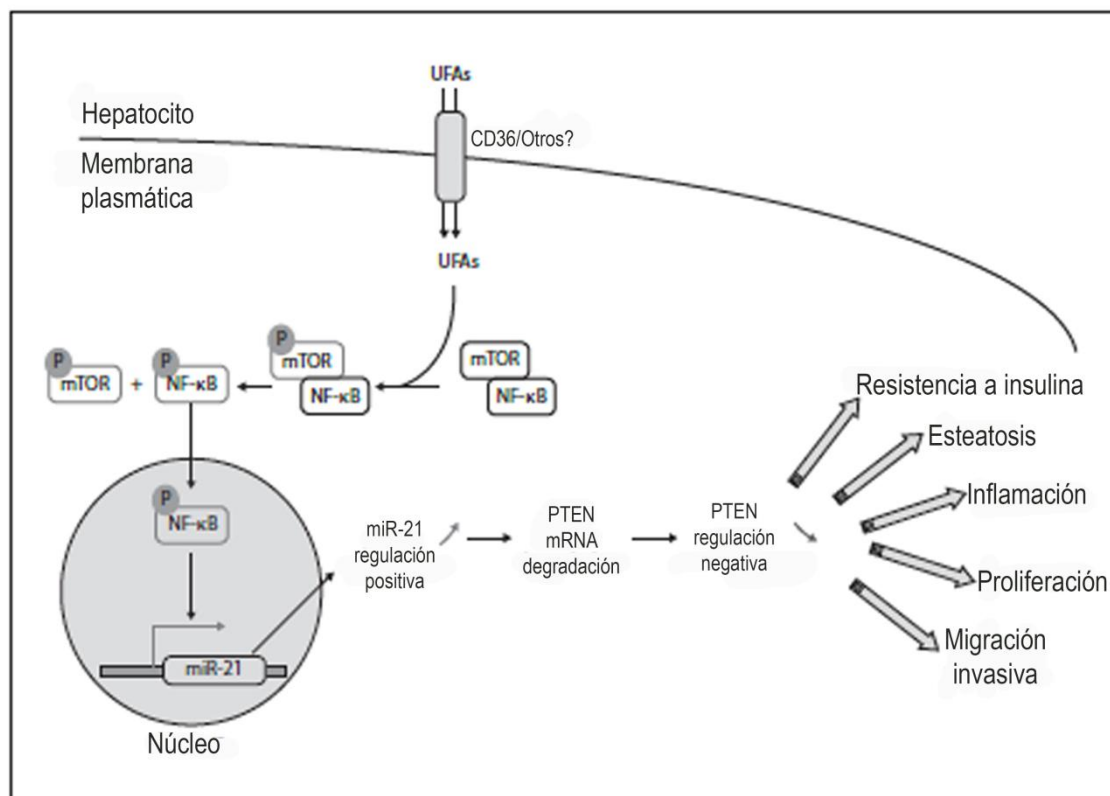 UFAs
Hepatocito
CD36/Otros?
Membrana
plasmática
UFAs
P
mTOR
+
P
NF-κB
P
mTOR
NF-κB
mTOR
NF-κB
P
NF-κB
miR-21
Núcleo
miR-21
regulación
positiva
PTEN
mRNA
degradación
PTEN
regulación
negativa
Resistencia a insulina
Esteatosis
Inflamación
Proliferación
Migración
invasiva